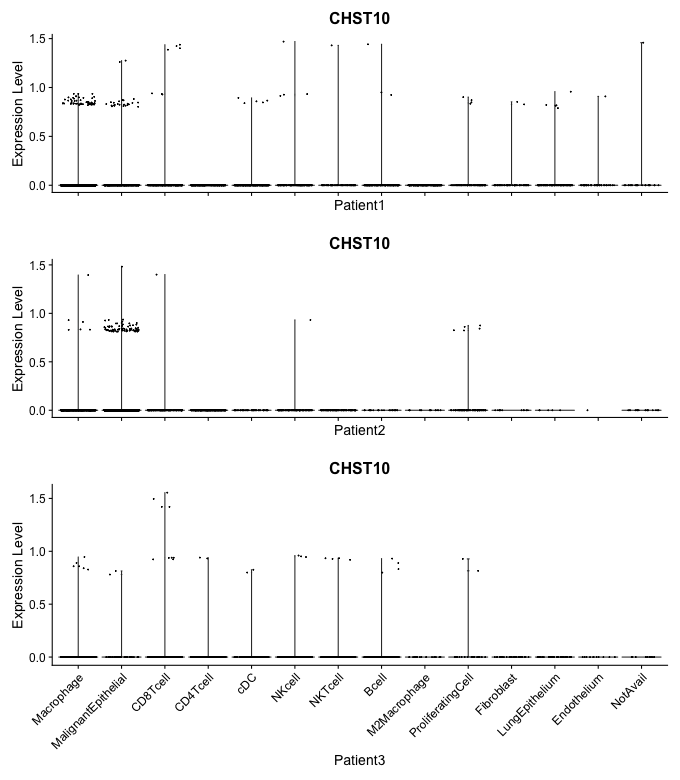 CHST10
Expression Level
1.5
1.0
0.5
0.0
Patient1
CHST10
Expression Level
1.5
1.0
0.5
0.0
Patient2
CHST10
Expression Level
1.5
1.0
0.5
0.0
Macrophage
MalignantEpithelial
CD8Tcell
CD4Tcell
cDC
NKcell
NKTcell
Bcell
M2Macrophage
ProliferatingCell
Fibroblast
LungEpithelium
Endothelium
NotAvail
Patient3